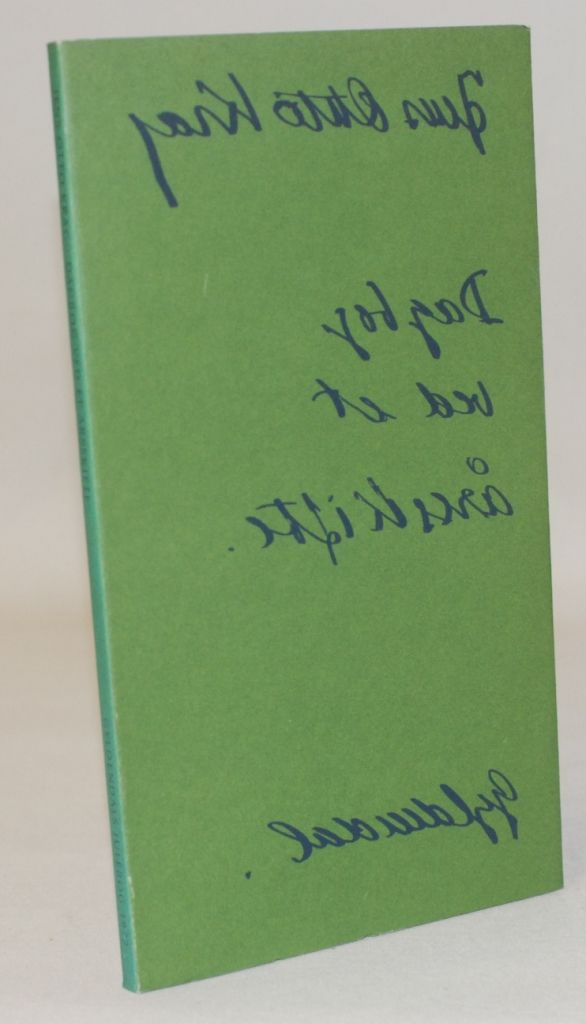 Jens Otto Krag
Dagbog
ved et
årsskifte.
Gyldendal.